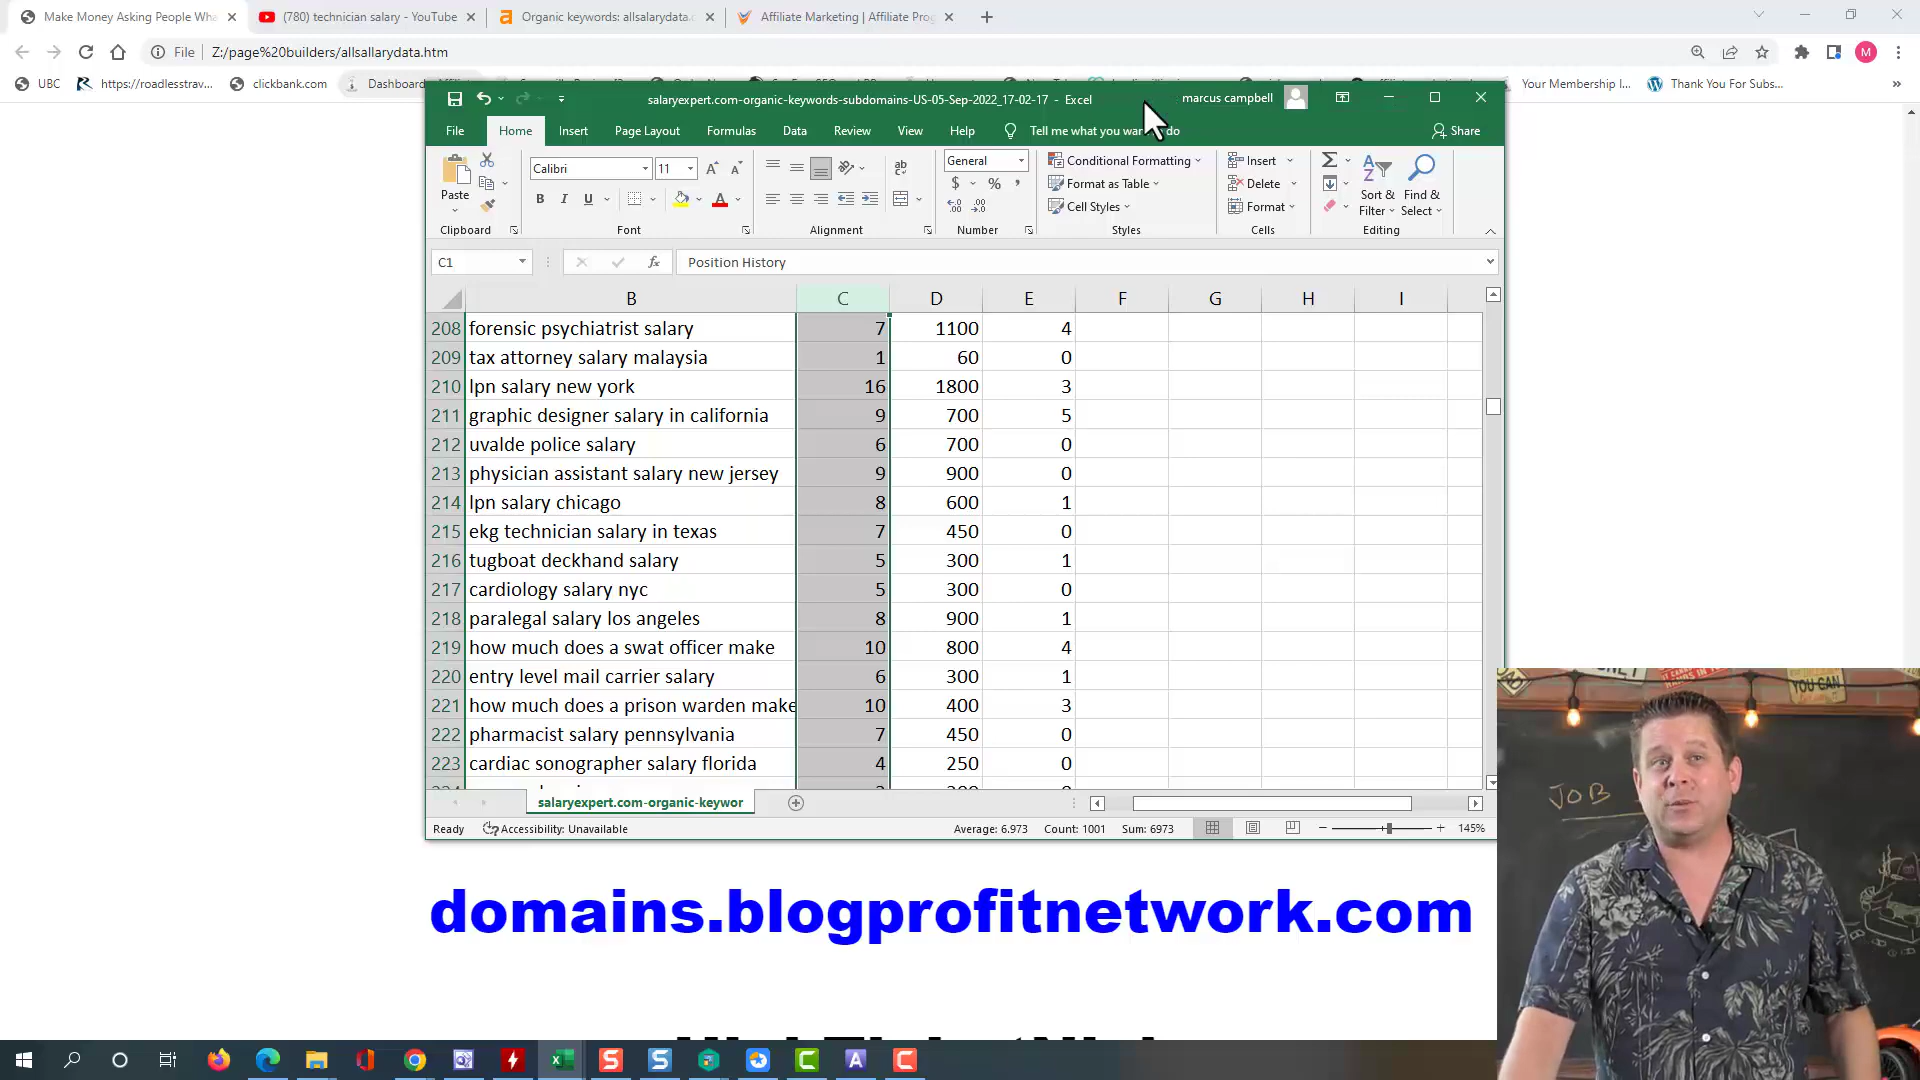 Make Money Asking People Wha
(780) technician salary - YouTube
Organic keywords: allsalarydata.c
Affiliate Marketing | Affiliate Prog
File
Z:/page%20builders/allsallarydata.htm
M
UBC
https://roadlesstrav...
clickbank.com
Your Membership I...
Thank You For Subs...
salaryexpert.com-organic-keywords-subdomains-US-05-Sep-2022_17-02-17 - Excel
marcus campbell
File Home Insert Page Layout Formulas Data Review View Help Tell me what you want to do Share
Paste
Calibri 11
B I U
General
$ %
Conditional Formatting
Format as Table
Cell Styles
Insert
Delete
Format
Sort & Filter
Find & Select
Clipboard Font Alignment Number Styles Cells Editing
C1 fx Position History
B C D E F G H I
208 forensic psychiatrist salary 7 1100 4
209 tax attorney salary malaysia 1 60 0
210 lpn salary new york 16 1800 3
211 graphic designer salary in california 9 700 5
212 uvalde police salary 6 700 0
213 physician assistant salary new jersey 9 900 0
214 lpn salary chicago 8 600 1
215 ekg technician salary in texas 7 450 0
216 tugboat deckhand salary 5 300 1
217 cardiology salary nyc 5 300 0
218 paralegal salary los angeles 8 900 1
219 how much does a swat officer make 10 800 4
220 entry level mail carrier salary 6 300 1
221 how much does a prison warden make 10 400 3
222 pharmacist salary pennsylvania 7 450 0
223 cardiac sonographer salary florida 4 250 0
salaryexpert.com-organic-keywor
Ready Accessibility: Unavailable Average: 6.973 Count: 1001 Sum: 6973 145%
YOU CAN
JOB
domains.blogprofitnetwork.com